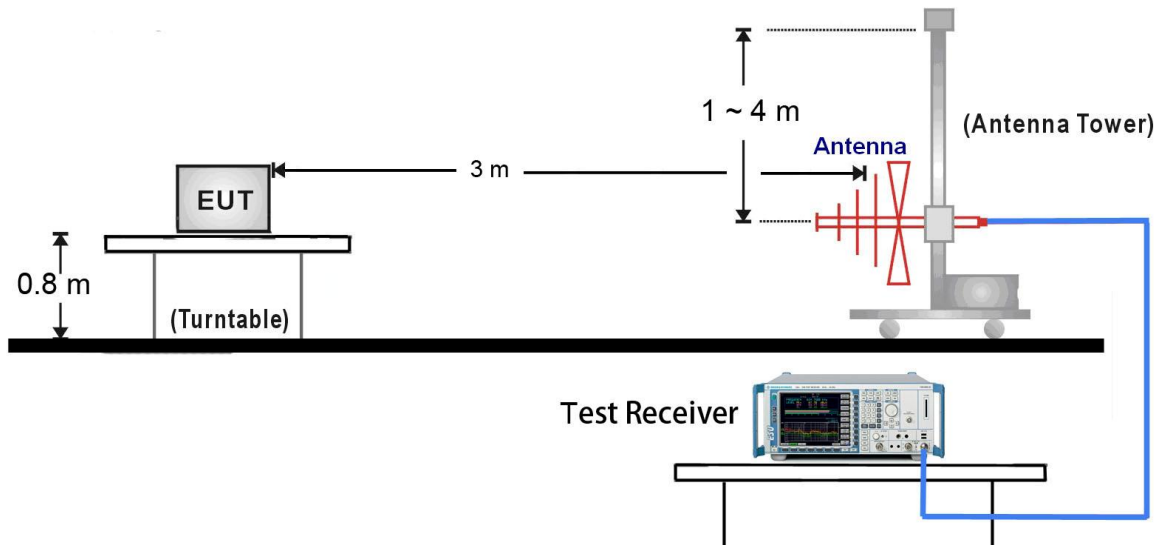 1 ~ 4 m
(Antenna Tower)
Antenna
3 m
EUT
0.8 m
(Turntable)
Test Receiver